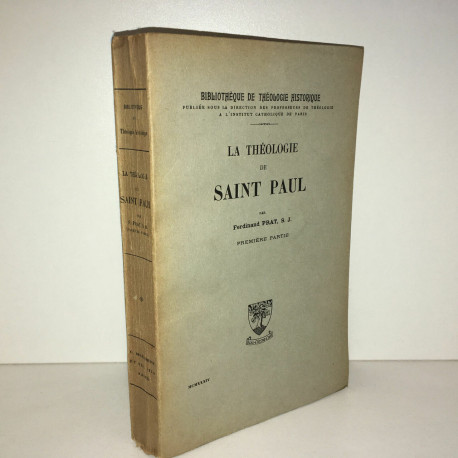 BIBLIOTHÈQUE DE THÉOLOGIE HISTORIQUE
PUBLIÉE SOUS LA DIRECTION DES PROFESSEURS DE THÉOLOGIE
A L'INSTITUT CATHOLIQUE DE PARIS
LA THÉOLOGIE
DE
SAINT PAUL
PAR
Ferdinand PRAT, S. J.
PREMIÈRE PARTIE
LA THÉOLOGIE
DE
SAINT PAUL